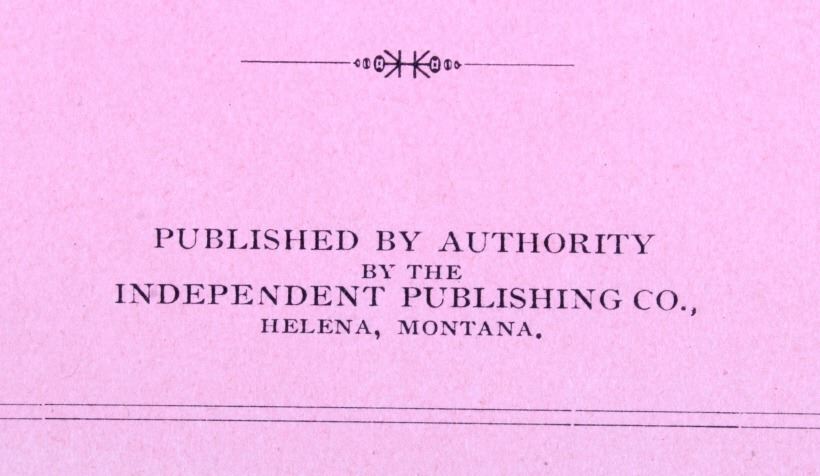 PUBLISHED BY AUTHORITY
BY THE
INDEPENDENT PUBLISHING CO.,
HELENA, MONTANA.